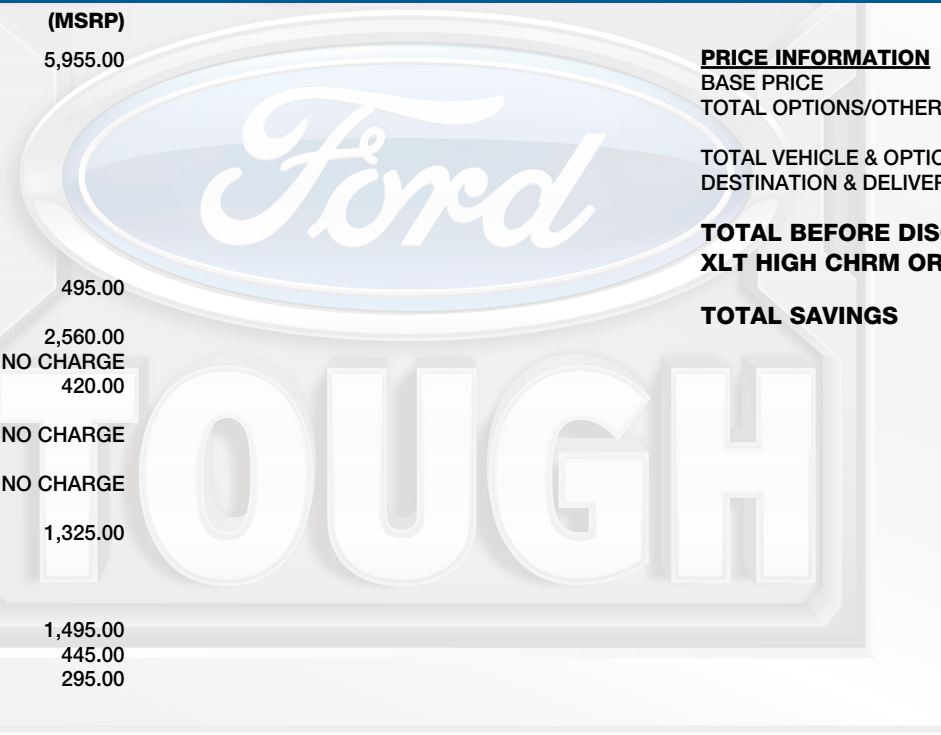 (MSRP)
5,955.00
495.00
2,560.00
NO CHARGE
420.00
NO CHARGE
NO CHARGE
1,325.00
1,495.00
445.00
295.00
PRICE INFORMATION
BASE PRICE
TOTAL OPTIONS/OTHER
TOTAL VEHICLE & OPTIO
DESTINATION & DELIVER
TOTAL BEFORE DIS
XLT HIGH CHRM OR
TOTAL SAVINGS
Ford
TOUGH